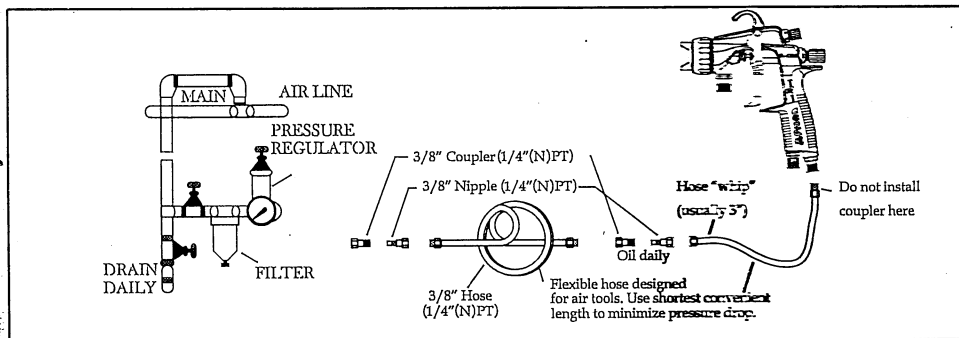 MAIN
AIR LINE
PRESSURE
REGULATOR
3/8" Coupler (1/4"(N)PT)
3/8" Nipple (1/4"(N)PT)
Hose "whip"
(usually 3")
Do not install
coupler here
Oil daily
DRAIN
DAILY
FILTER
3/8" Hose
(1/4"(N)PT)
Flexible hose designed
for air tools. Use shortest convenient
length to minimize pressure drop.